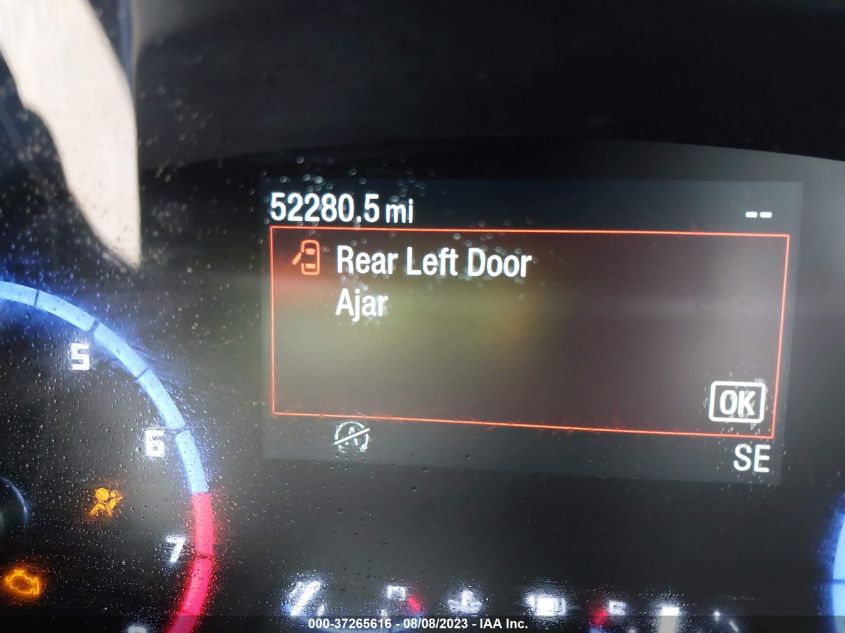 52280.5 mi --
Rear Left Door
Ajar
OK
SE
5
6
7
000-37265616 - 08/08/2023 - IAA Inc.